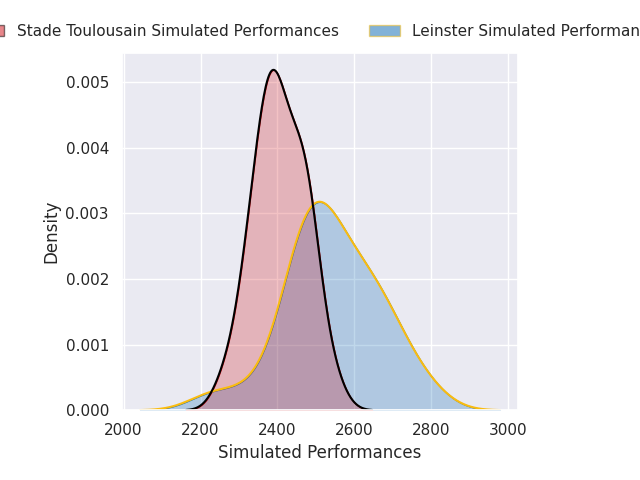 Stade Toulousain Simulated Performances
Leinster Simulated
0.005
0.004
0.003
0.002
0.001
0.000
Density
2000 2200 2400 2600 2800 3000
Simulated Performances